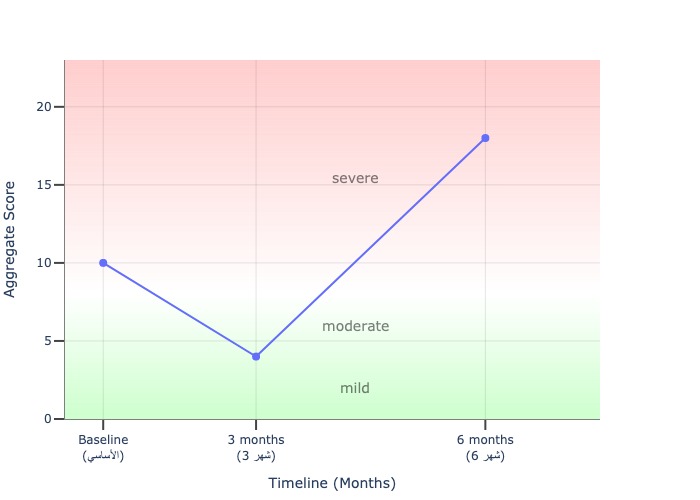 20
15
10
5
0
Aggregate Score
severe
moderate
mild
Baseline
(الأساسي)
3 months
(3 شهر)
6 months
(6 شهر)
Timeline (Months)